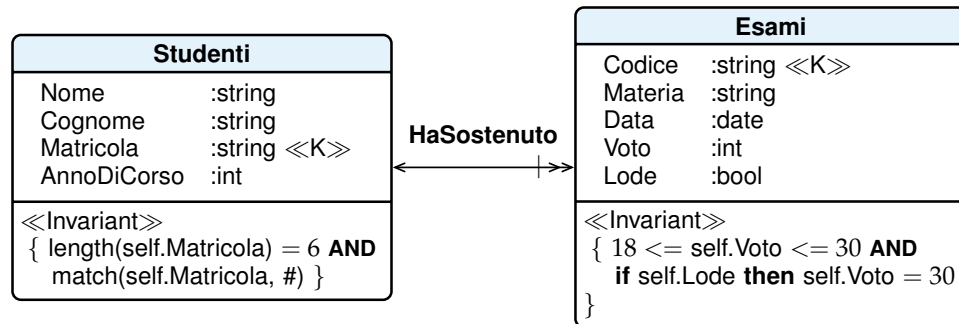 Studenti
Nome :string
Cognome :string
Matricola :string ≪K≫
AnnoDiCorso :int
≪Invariant≫
{ length(self.Matricola) = 6 AND
match(self.Matricola, #) }
HaSostenuto
Esami
Codice :string ≪K≫
Materia :string
Data :date
Voto :int
Lode :bool
≪Invariant≫
{ 18 <= self.Voto <= 30 AND
if self.Lode then self.Voto = 30
}